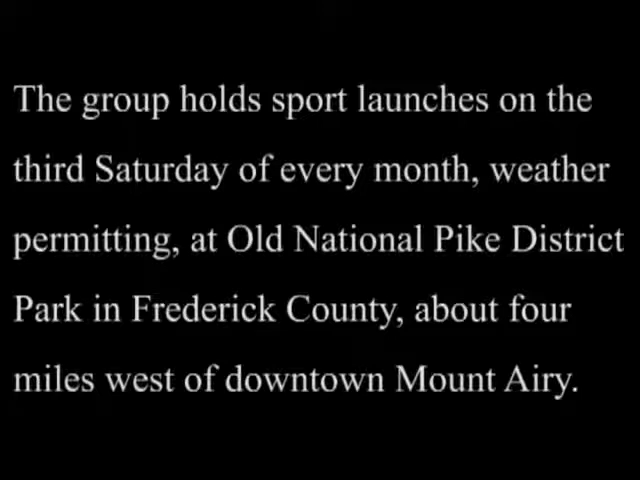 The group holds sport launches on the
third Saturday of every month, weather
permitting, at Old National Pike District
Park in Frederick County, about four
miles west of downtown Mount Airy.